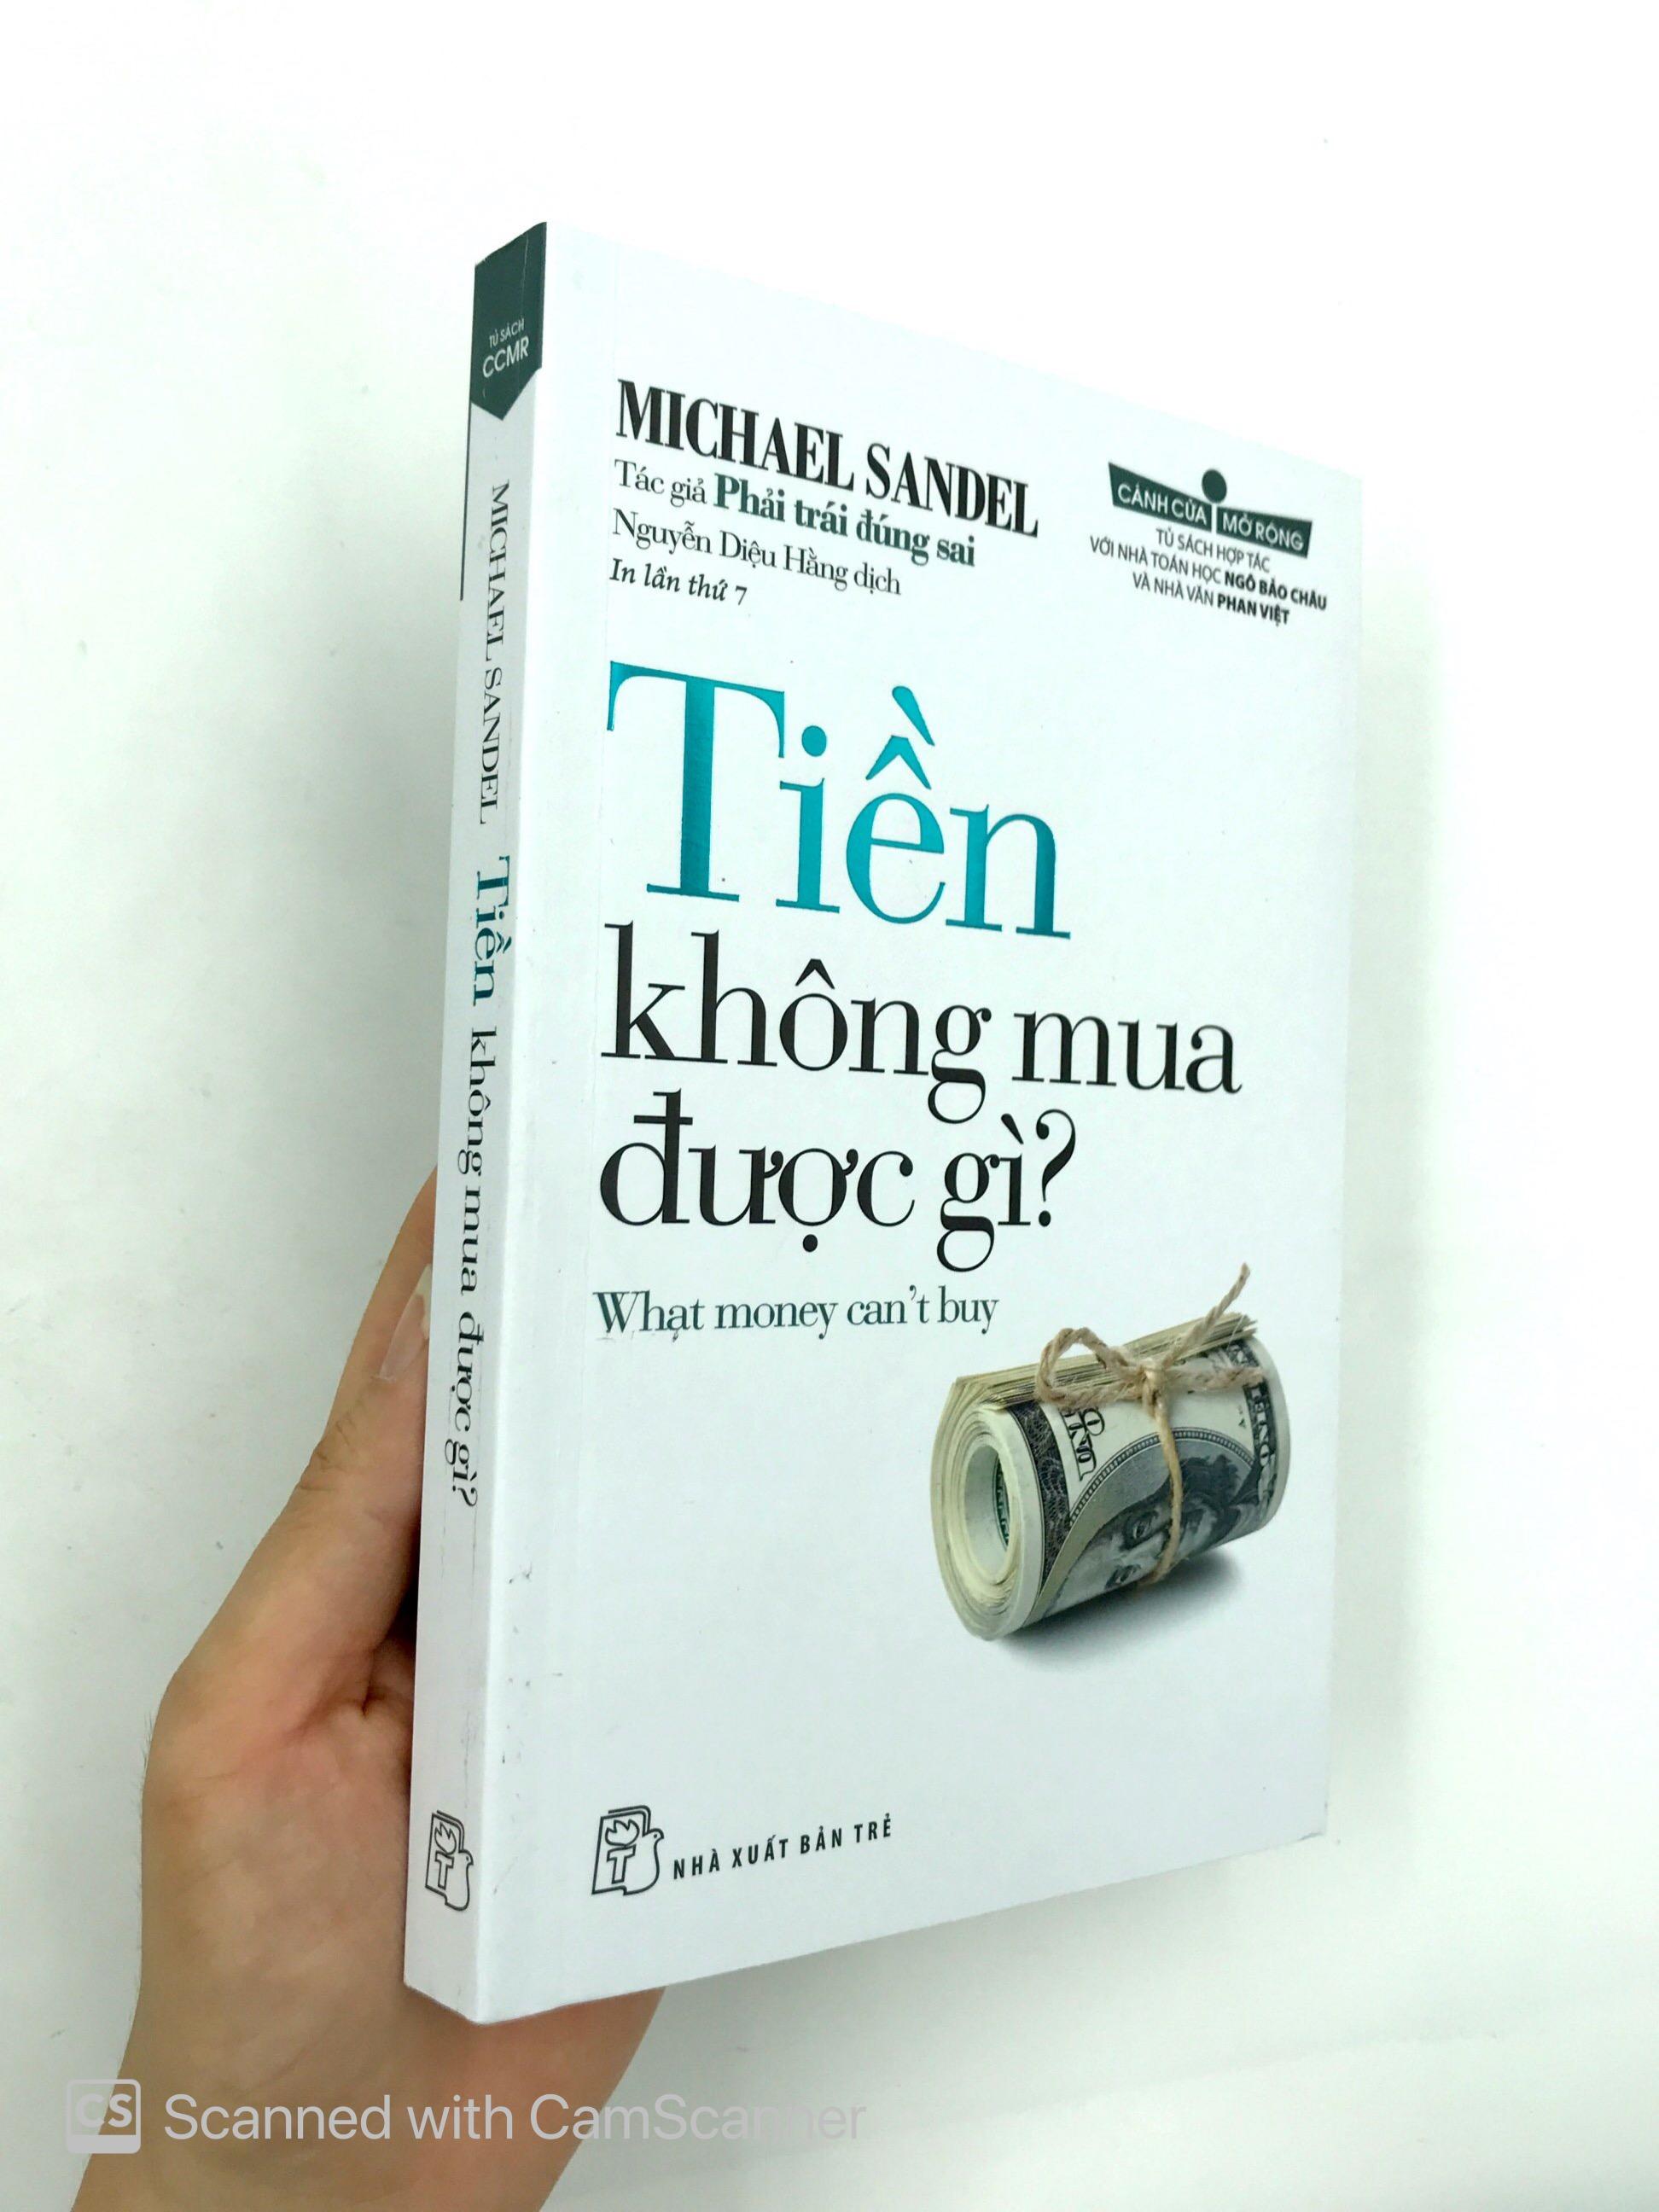 TỦ SÁCH
CCMR
MICHAEL SANDEL Tiền không mua được gì?
MICHAEL SANDEL
Tác giả Phải trái đúng sai
Nguyễn Diệu Hằng dịch
In lần thứ 7
CÁNH CỬA MỞ RỘNG
TỦ SÁCH HỢP TÁC
VỚI NHÀ TOÁN HỌC NGÔ BẢO CHÂU
VÀ NHÀ VĂN PHAN VIỆT
Tiền
không mua
được gì?
What money can't buy
NHÀ XUẤT BẢN TRẺ
CS Scanned with CamScanner